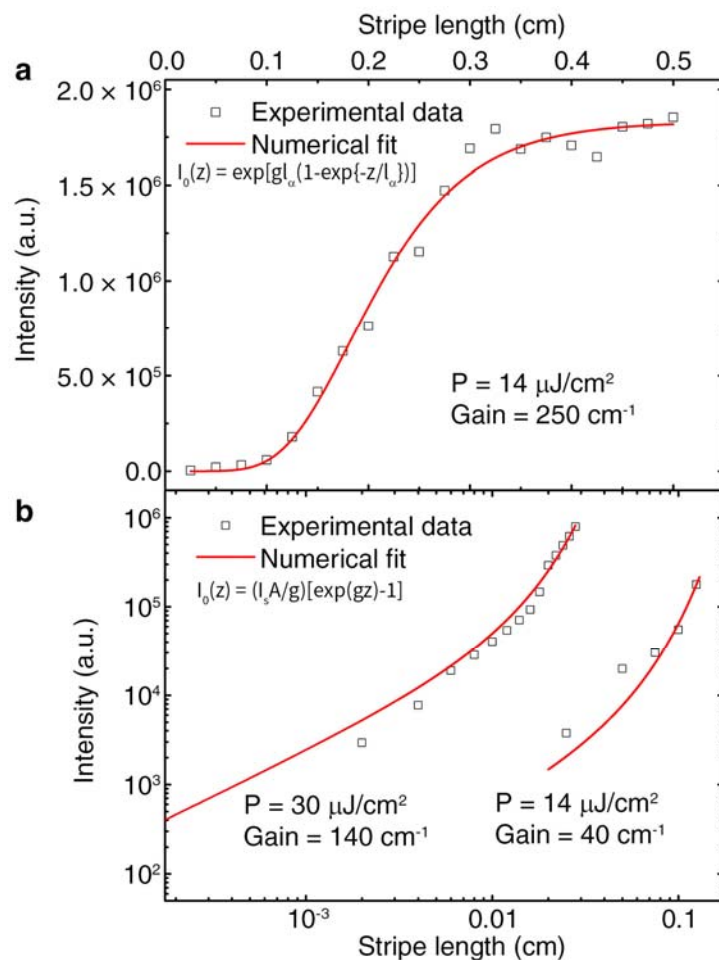 Stripe length (cm)
0.0 0.1 0.2 0.3 0.4 0.5
a
2.0 × 10⁶
1.5 × 10⁶
1.0 × 10⁶
5.0 × 10⁵
0.0
Intensity (a.u.)
Experimental data
Numerical fit
I₀(z) = exp[glₐ(1-exp{-z/lₐ})]
P = 14 μJ/cm²
Gain = 250 cm⁻¹
b
10⁶
10⁵
10⁴
10³
10²
Intensity (a.u.)
Experimental data
Numerical fit
I₀(z) = (IₛA/g)[exp(gz)-1]
P = 30 μJ/cm²
Gain = 140 cm⁻¹
P = 14 μJ/cm²
Gain = 40 cm⁻¹
10⁻³ 0.01 0.1
Stripe length (cm)